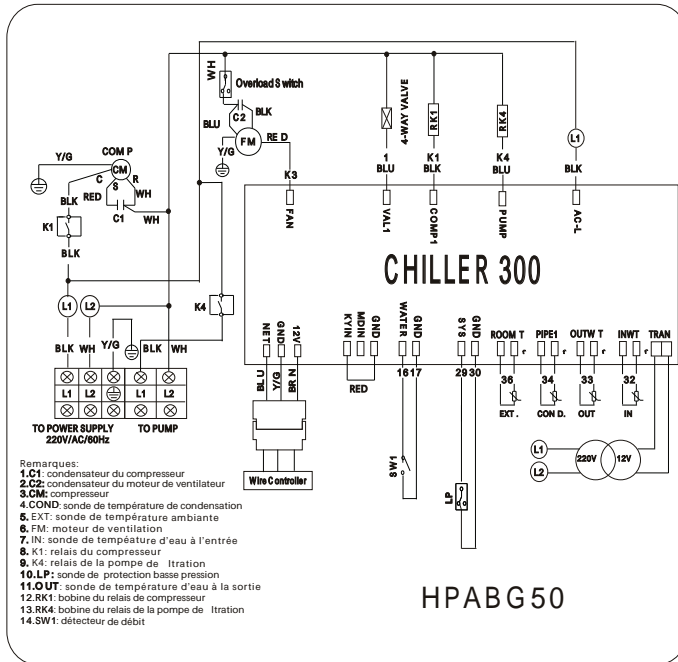 WH
Overload Switch
C2
BLK
BLU
FM
RED
Y/G
K3
4-WAY VALVE
1
BLU
RK1
K1
BLK
RK4
K4
BLU
L1
BLK
COMP
Y/G
CM
C
S
R
RED
WH
C1
WH
BLK
K1
BLK
L1
L2
BLK
WH
Y/G
BLK
WH
K4
L1
L2
L1
L2
TO POWER SUPPLY
220V/AC/60Hz
TO PUMP
FAN
VAL1
COMP1
PUMP
AC-L
CHILLER 300
NET
GND
12V
KYIN
MDIN
GND
WATER
GND
SYS
GND
ROOM T
PIPE1
OUTW T
INWT
TRAN
r
r
r
r
BLU
Y/G
BRN
RED
16
17
29
30
36
34
33
32
EXT.
COND.
OUT
IN
Wire Controller
SW1
LP
L1
L2
220V
12V
Remarques:
1.C1: condensateur du compresseur
2.C2: condensateur du moteur de ventilateur
3.CM: compresseur
4.COND: sonde de température de condensation
5. EXT: sonde de température ambiante
6. FM: moteur de ventilation
7. IN: sonde de tempéature d'eau à l'entrée
8. K1: relais du compresseur
9. K4: relais de la pompe de ltration
10.LP: sonde de protection basse pression
11.OUT: sonde de température d'eau à la sortie
12.RK1: bobine du relais de compresseur
13.RK4: bobine du relais de la pompe de ltration
14.SW1: détecteur de débit
HPABG50